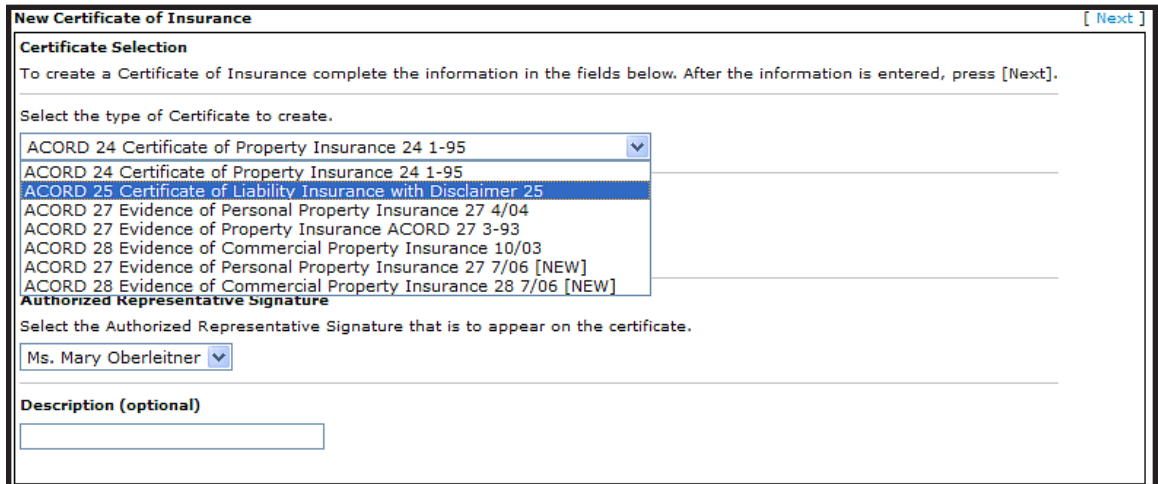 New Certificate of Insurance [ Next ]
Certificate Selection
To create a Certificate of Insurance complete the information in the fields below. After the information is entered, press [Next].
Select the type of Certificate to create.
ACORD 24 Certificate of Property Insurance 24 1-95
ACORD 24 Certificate of Property Insurance 24 1-95
ACORD 25 Certificate of Liability Insurance with Disclaimer 25
ACORD 27 Evidence of Personal Property Insurance 27 4/04
ACORD 27 Evidence of Property Insurance ACORD 27 3-93
ACORD 28 Evidence of Commercial Property Insurance 10/03
ACORD 27 Evidence of Personal Property Insurance 27 7/06 [NEW]
ACORD 28 Evidence of Commercial Property Insurance 28 7/06 [NEW]
Authorized Representative Signature
Select the Authorized Representative Signature that is to appear on the certificate.
Ms. Mary Oberleitner
Description (optional)